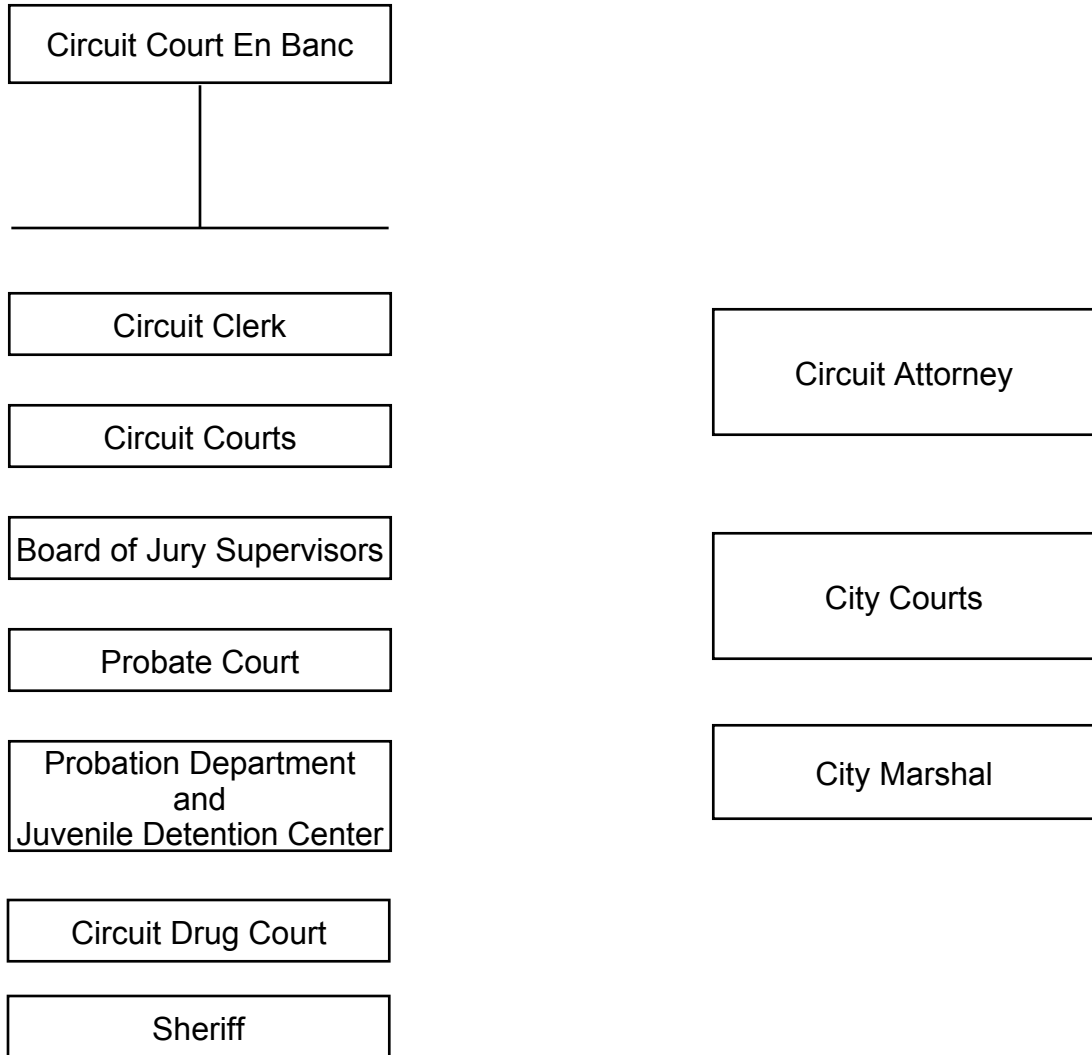 Circuit Court En Banc
Circuit Clerk
Circuit Courts
Board of Jury Supervisors
Probate Court
Probation Department
and
Juvenile Detention Center
Circuit Drug Court
Sheriff
Circuit Attorney
City Courts
City Marshal